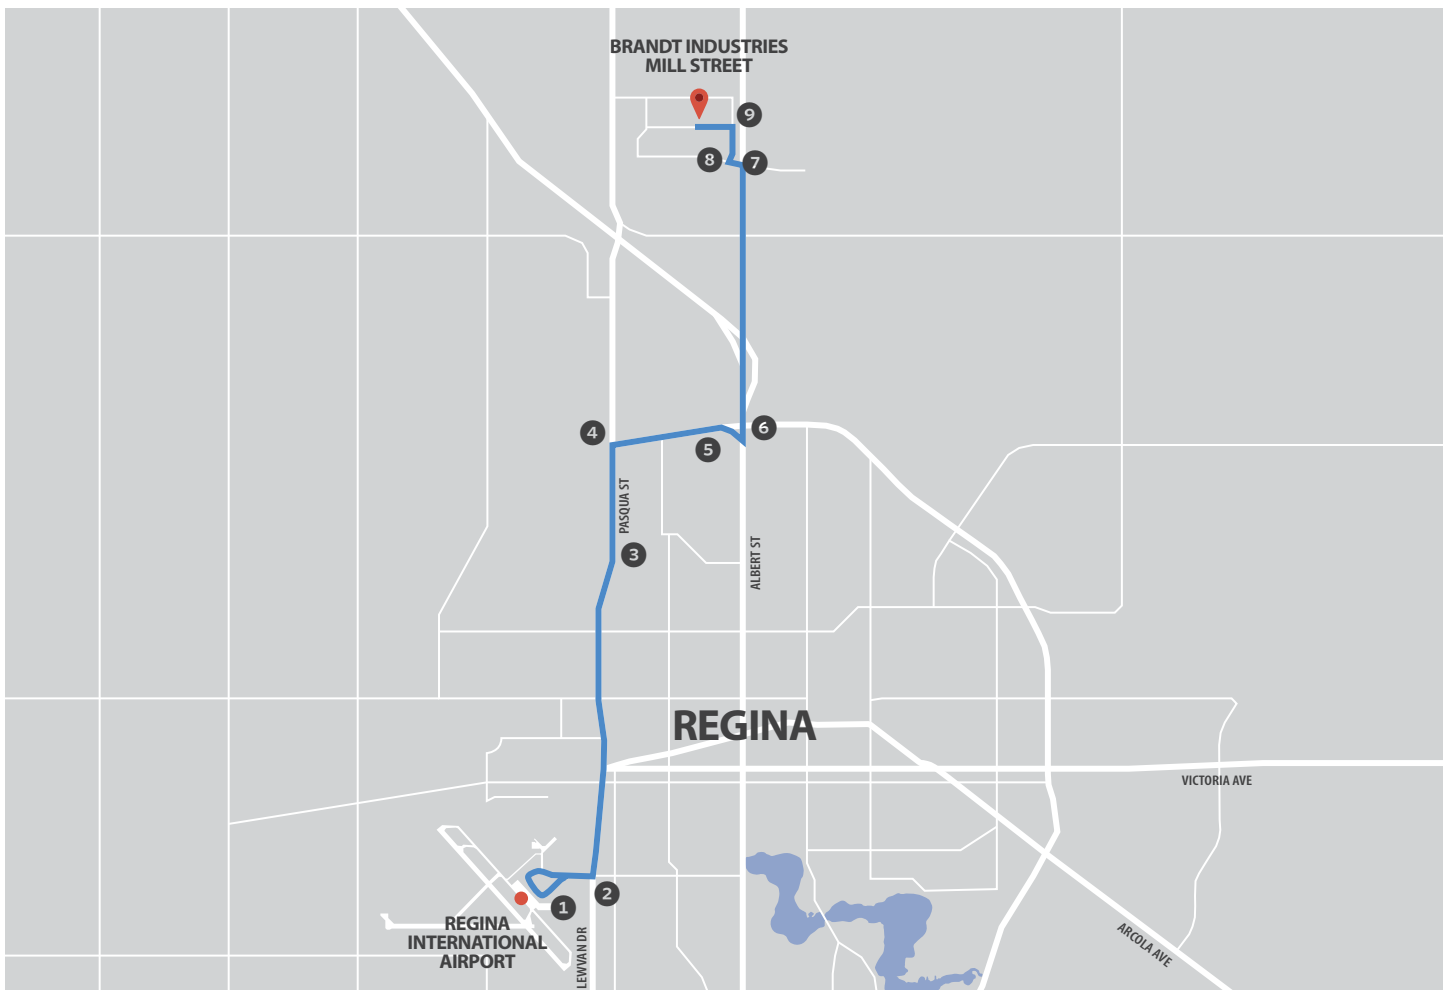 BRANDT INDUSTRIES
MILL STREET
9
8
7
4
6
5
PASQUA ST
3
ALBERT ST
REGINA
VICTORIA AVE
2
1
REGINA
INTERNATIONAL
AIRPORT
LEWVAN DR
ARCOLA AVE